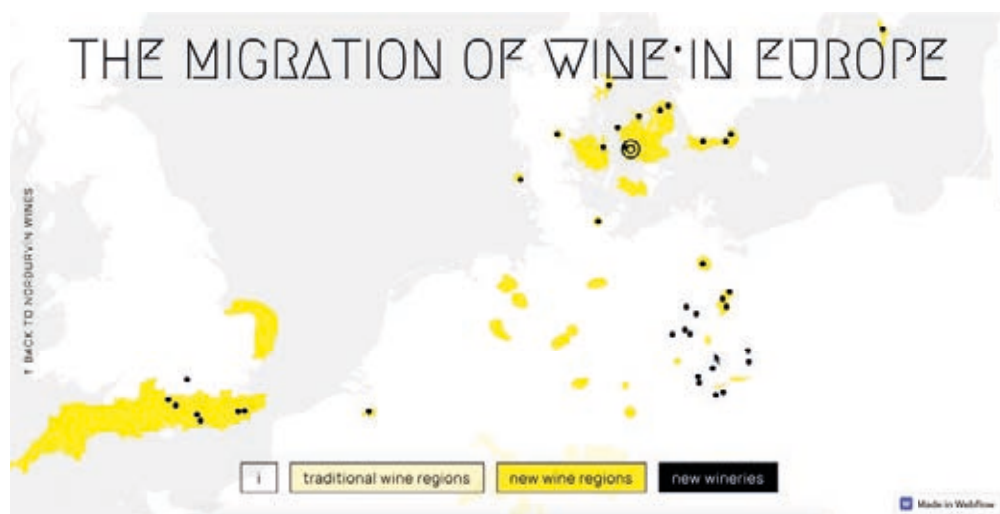 THE MIGRATION OF WINE IN EUROPE
↑ BACK TO NORDURVIN WINES
i
traditional wine regions
new wine regions
new wineries
Made in Webflow